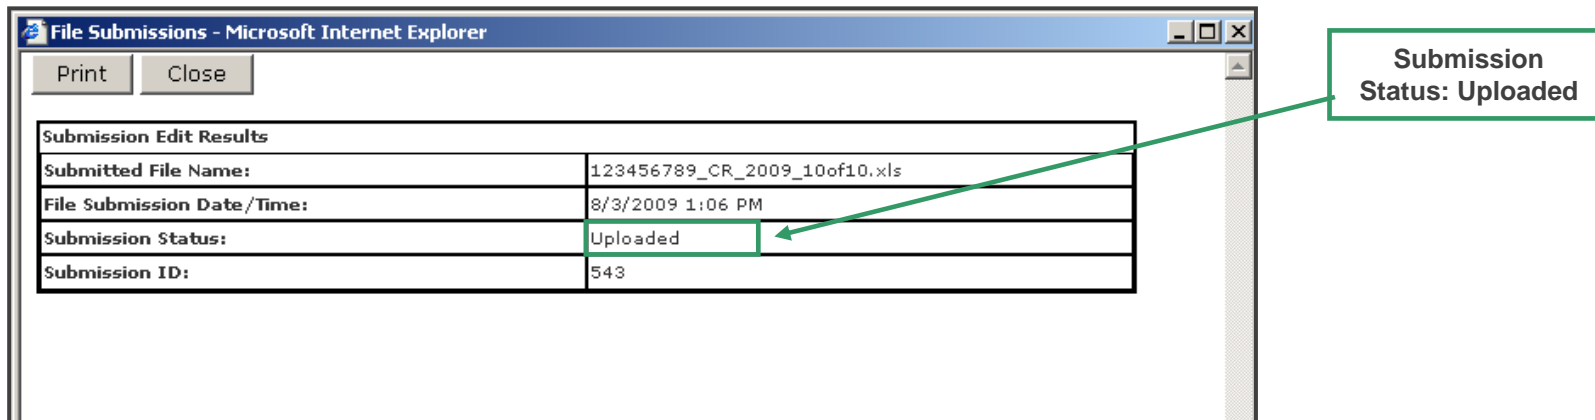 File Submissions - Microsoft Internet Explorer
Print Close
Submission Edit Results
Submitted File Name: 123456789_CR_2009_10of10.xls
File Submission Date/Time: 8/3/2009 1:06 PM
Submission Status: Uploaded
Submission ID: 543
Submission
Status: Uploaded